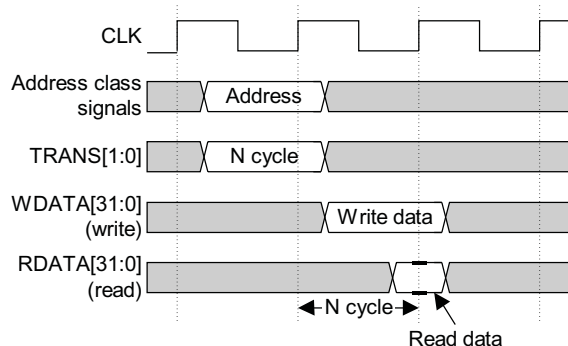 CLK
Address class
signals
Address
TRANS[1:0]
N cycle
WDATA[31:0]
(write)
Write data
RDATA[31:0]
(read)
N cycle
Read data